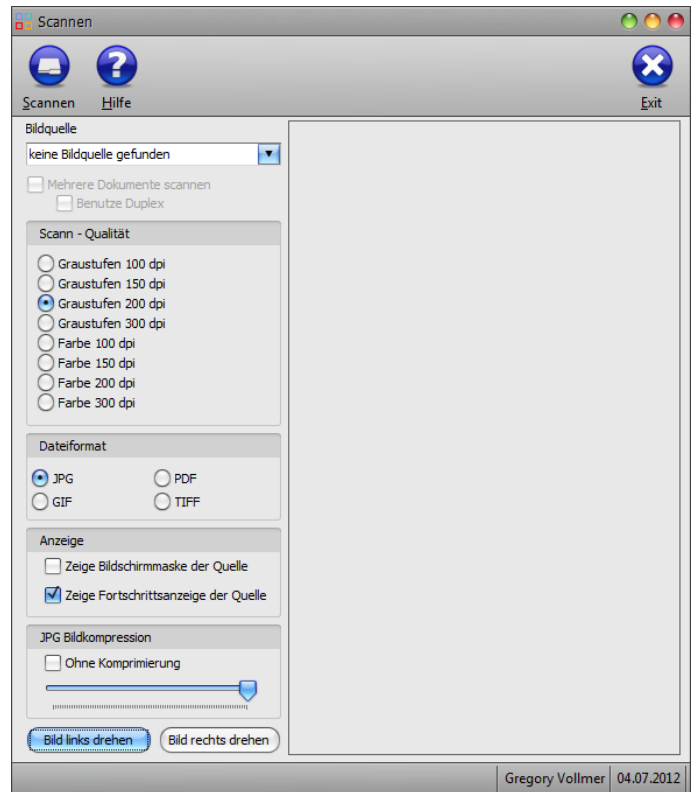 Scannen
Scannen Hilfe Exit
Bildquelle
keine Bildquelle gefunden
Mehrere Dokumente scannen
Benutze Duplex
Scann - Qualität
Graustufen 100 dpi
Graustufen 150 dpi
Graustufen 200 dpi
Graustufen 300 dpi
Farbe 100 dpi
Farbe 150 dpi
Farbe 200 dpi
Farbe 300 dpi
Dateiformat
JPG PDF
GIF TIFF
Anzeige
Zeige Bildschirmmaske der Quelle
Zeige Fortschrittsanzeige der Quelle
JPG Bildkompression
Ohne Komprimierung
Bild links drehen Bild rechts drehen
Gregory Vollmer 04.07.2012